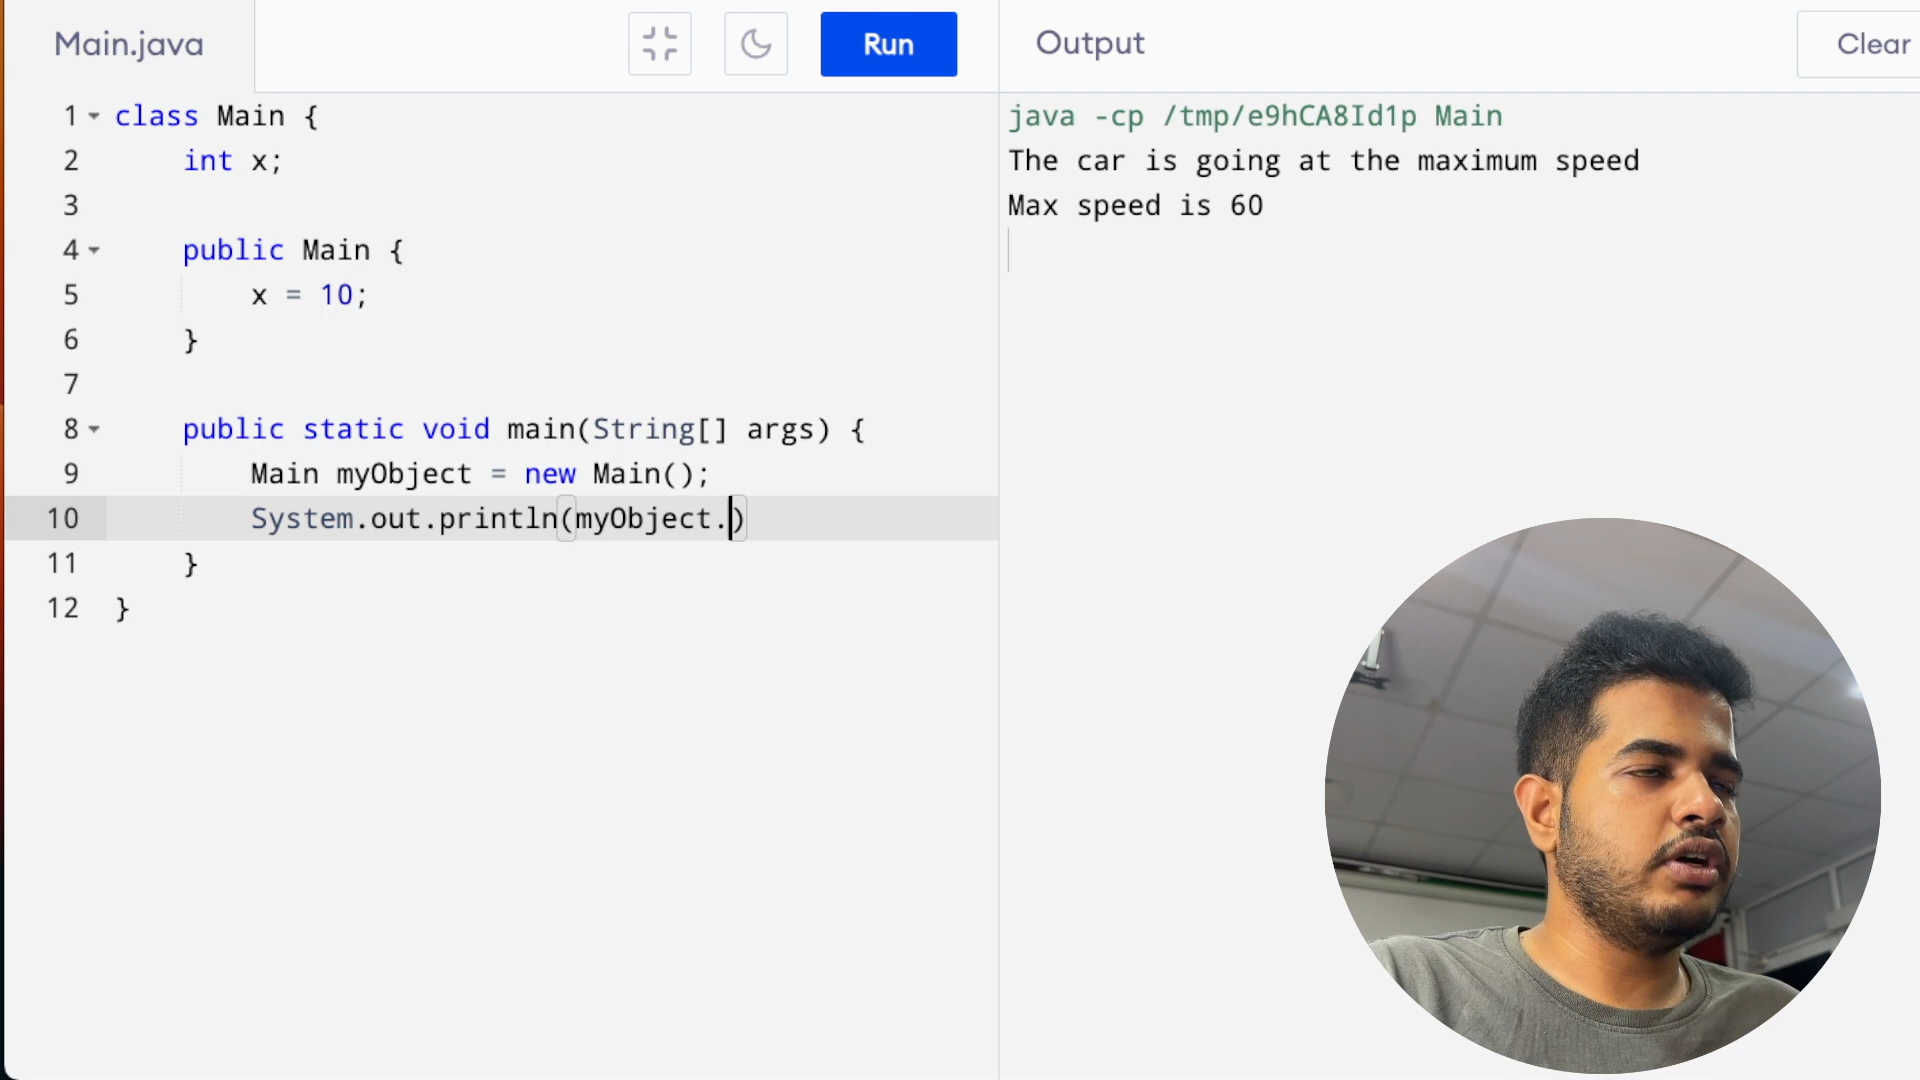 Main.java
Run
Output
Clear
1 class Main {
2 int x;
3
4 public Main {
5 x = 10;
6 }
7
8 public static void main(String[] args) {
9 Main myObject = new Main();
10 System.out.println(myObject.)
11 }
12 }
java -cp /tmp/e9hCA8Id1p Main
The car is going at the maximum speed
Max speed is 60